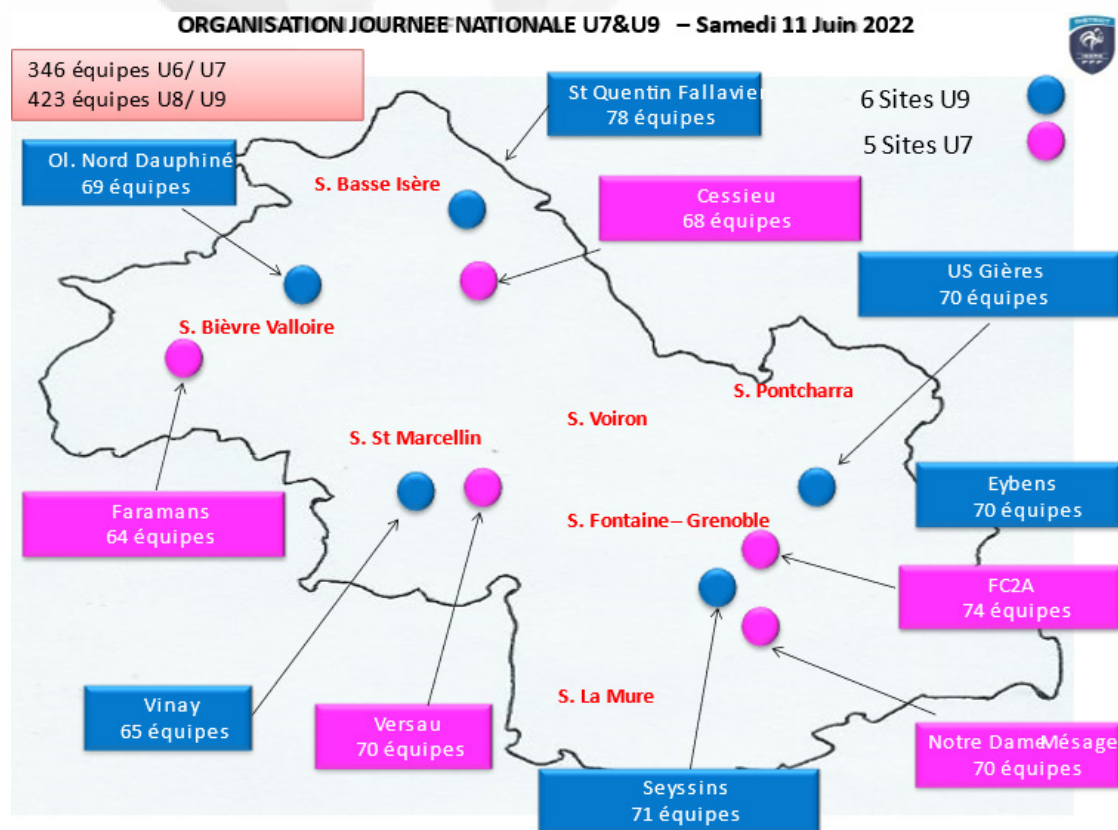 ORGANISATION JOURNEE NATIONALE U7&U9 – Samedi 11 Juin 2022
DISTRICT
ISERE
346 équipes U6/ U7
423 équipes U8/ U9
St Quentin Fallavier
78 équipes
6 Sites U9
5 Sites U7
Ol. Nord Dauphiné
69 équipes
S. Basse Isère
Cessieu
68 équipes
US Gières
70 équipes
S. Bièvre Valloire
S. Pontcharra
S. Voiron
S. St Marcellin
Eybens
70 équipes
Faramans
64 équipes
S. Fontaine– Grenoble
FC2A
74 équipes
Vinay
65 équipes
Versau
70 équipes
S. La Mure
Notre Dame Mésage
70 équipes
Seyssins
71 équipes